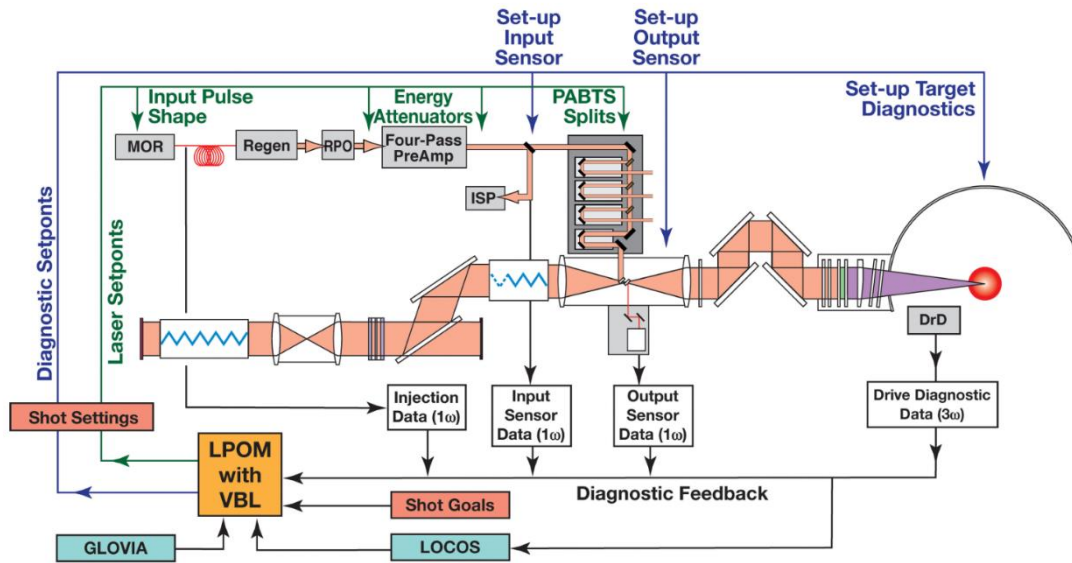 Set-up
Input
Sensor
Set-up
Output
Sensor
Set-up Target
Diagnostics
Input Pulse
Shape
Energy
Attenuators
PABTS
Splits
MOR
Regen
RPO
Four-Pass
PreAmp
ISP
Diagnostic Setponts
Laser Setponts
DrD
Injection
Data (1ω)
Input
Sensor
Data (1ω)
Output
Sensor
Data (1ω)
Drive Diagnostic
Data (3ω)
Shot Settings
LPOM
with
VBL
Diagnostic Feedback
Shot Goals
GLOVIA
LOCOS